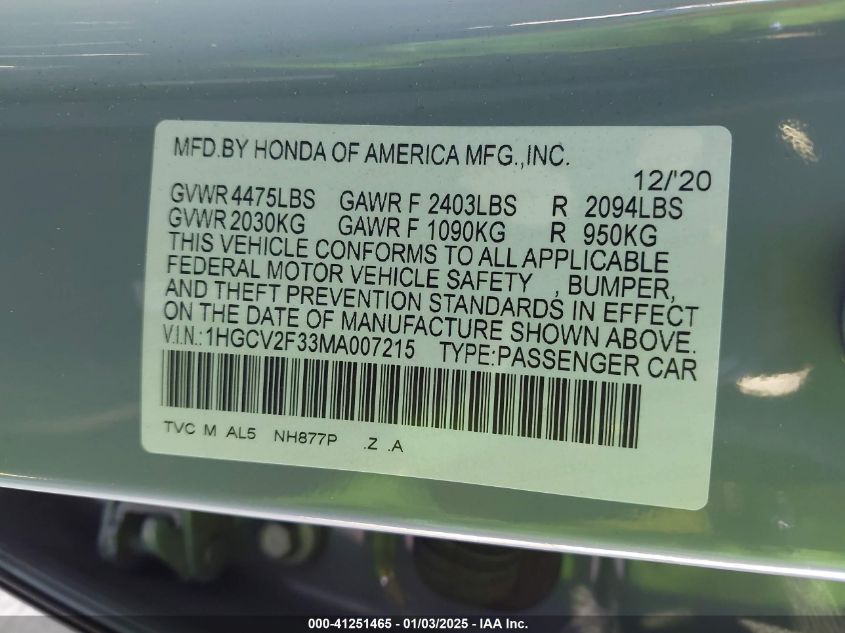 MFD.BY HONDA OF AMERICA MFG.,INC.
12/'20
GVWR 4475LBS GAWR F 2403LBS R 2094LBS
GVWR 2030KG GAWR F 1090KG R 950KG
THIS VEHICLE CONFORMS TO ALL APPLICABLE
FEDERAL MOTOR VEHICLE SAFETY , BUMPER,
AND THEFT PREVENTION STANDARDS IN EFFECT
ON THE DATE OF MANUFACTURE SHOWN ABOVE.
V.I.N.:1HGCV2F33MA007215 TYPE:PASSENGER CAR
TVC M AL5 NH877P .Z .A
000-41251465 - 01/03/2025 - IAA Inc.